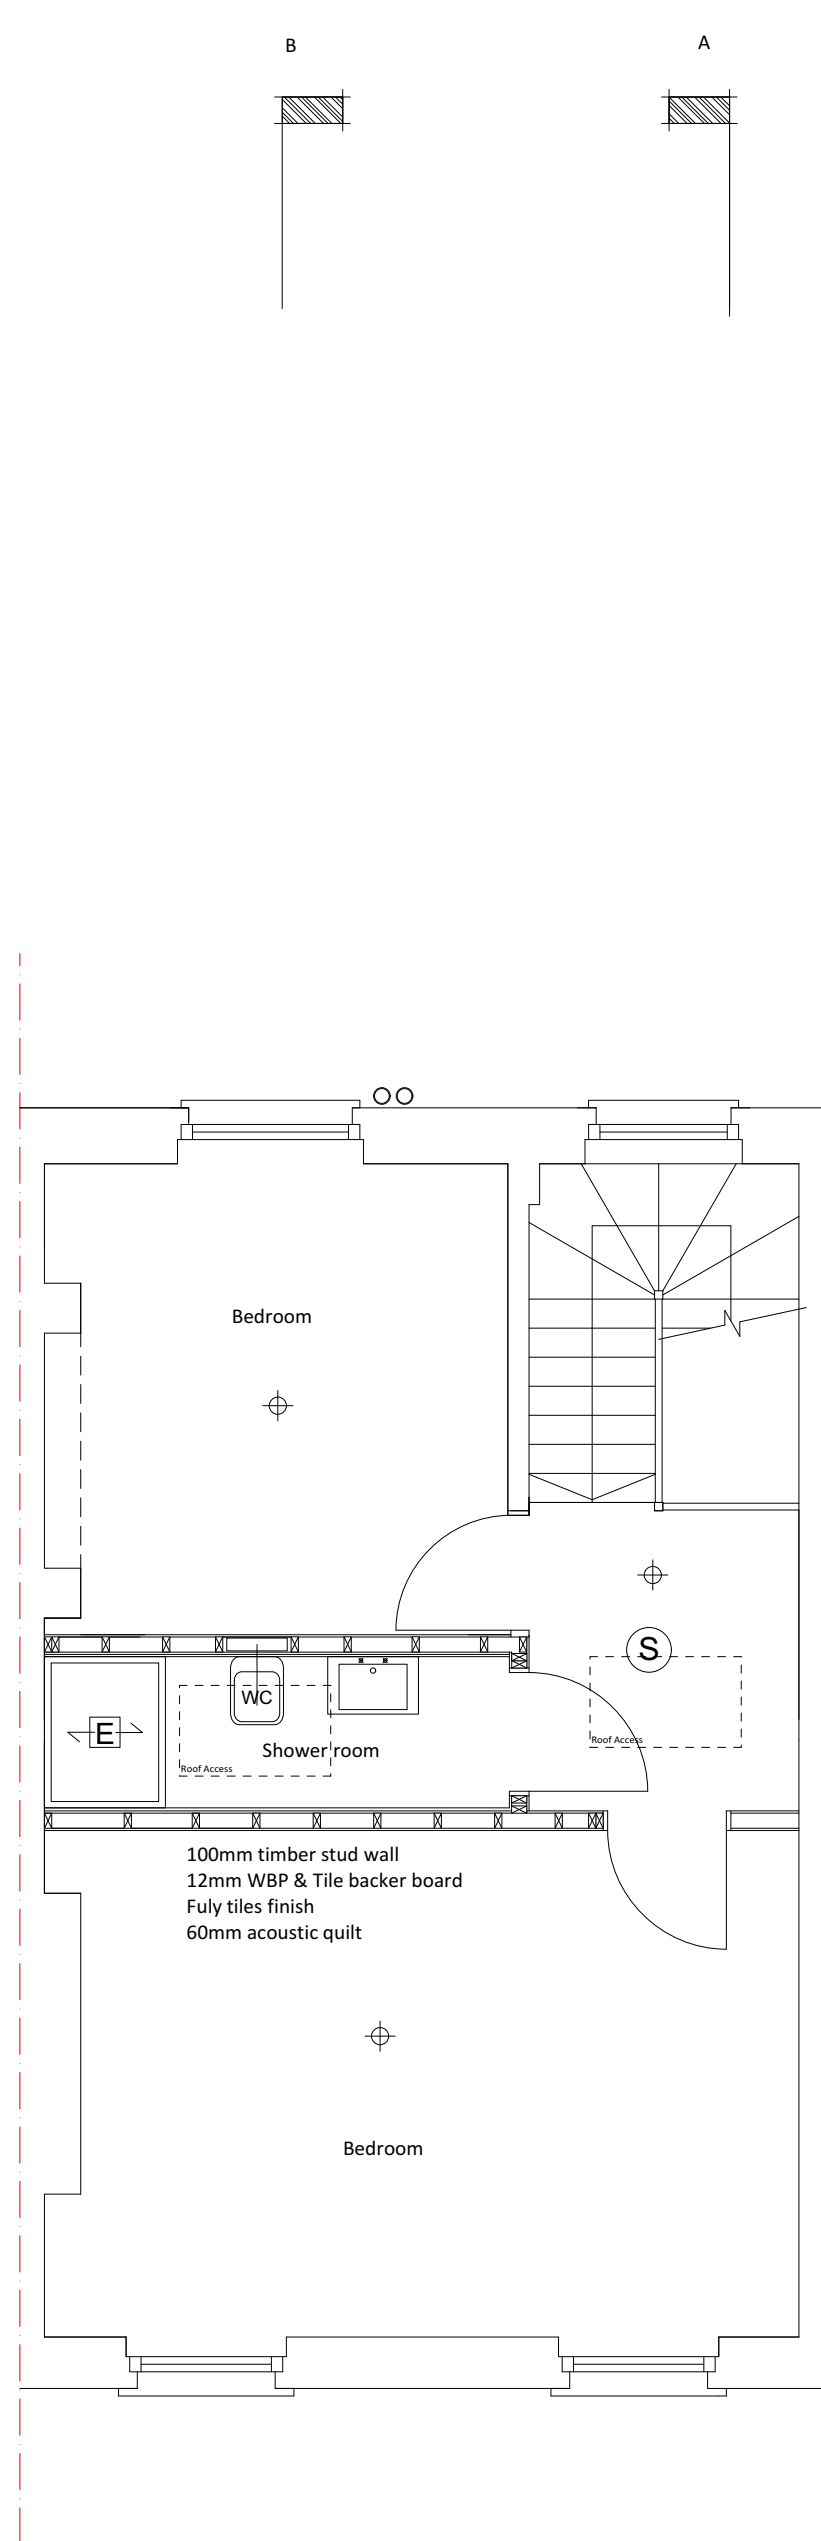 B
A
Bedroom
S
WC
E
Roof Access
Shower room
Roof Access
100mm timber stud wall
12mm WBP & Tile backer board
Fuly tiles finish
60mm acoustic quilt
Bedroom